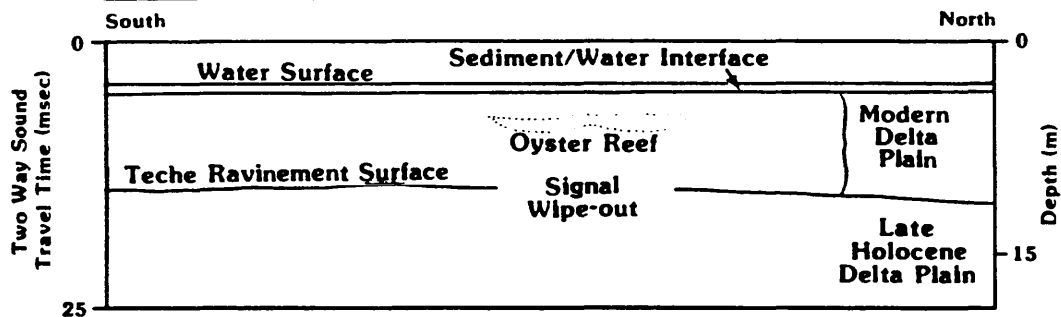 South
North
0
0
Sediment/Water Interface
Water Surface
Modern
Delta
Plain
Oyster Reef
Teche Ravinement Surface
Signal
Wipe-out
Late
Holocene
Delta Plain
15
25
Two Way Sound
Travel Time (msec)
Depth (m)